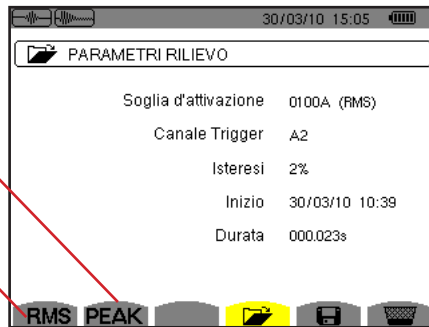 30/03/10 15:05
PARAMETRI RILIEVO
Soglia d'attivazione 0100A (RMS)
Canale Trigger A2
Isteresi 2%
Inizio 30/03/10 10:39
Durata 000.023s
RMS PEAK